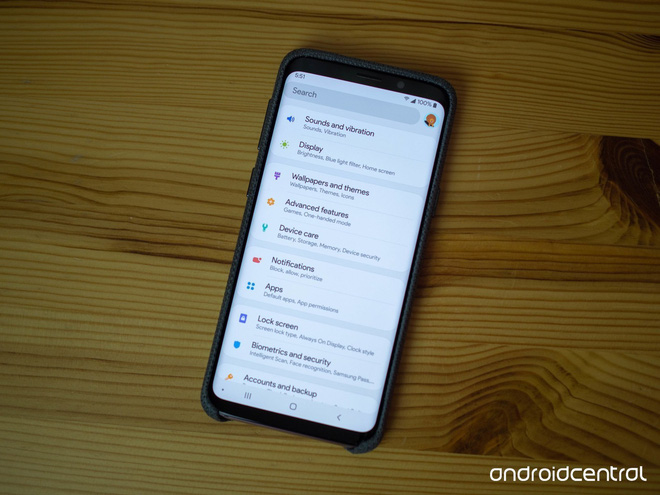 5:51
100%
Search
Sounds and vibration
Sounds, Vibration
Display
Brightness, Blue light filter, Home screen
Wallpapers and themes
Wallpapers, Themes, Icons
Advanced features
Games, One-handed mode
Device care
Battery, Storage, Memory, Device security
Notifications
Block, allow, prioritize
Apps
Default apps, App permissions
Lock screen
Screen lock type, Always On Display, Clock style
Biometrics and security
Intelligent Scan, Face recognition, Samsung Pass...
Accounts and backup
androidcentral